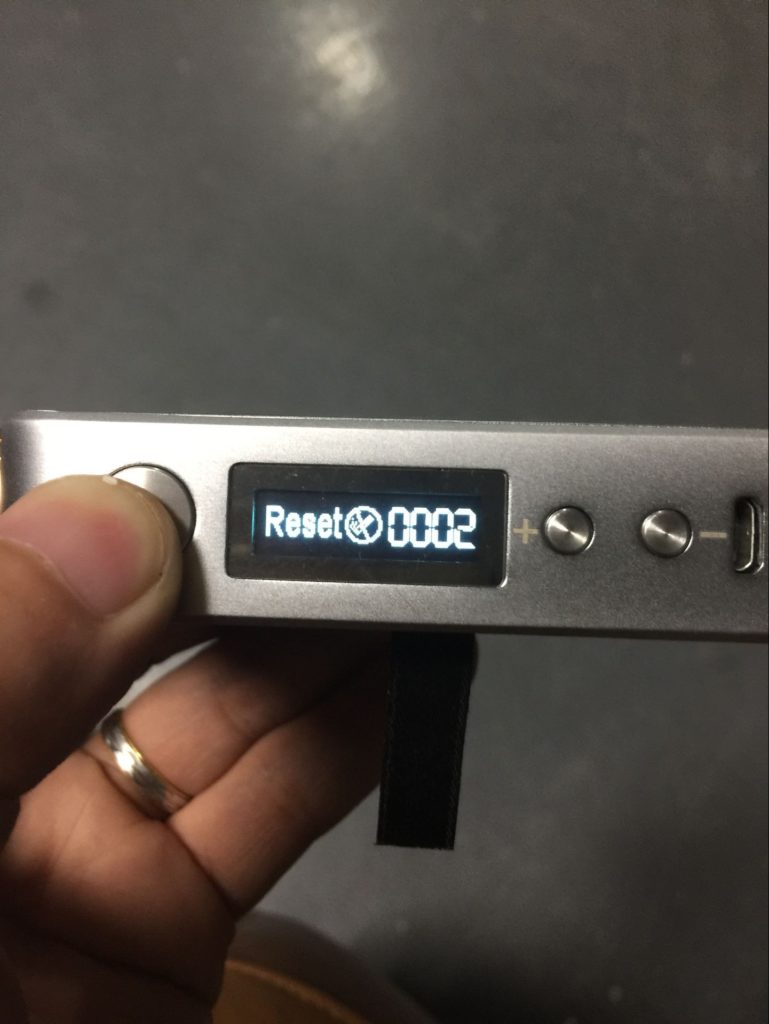 Reset 0002
+ −